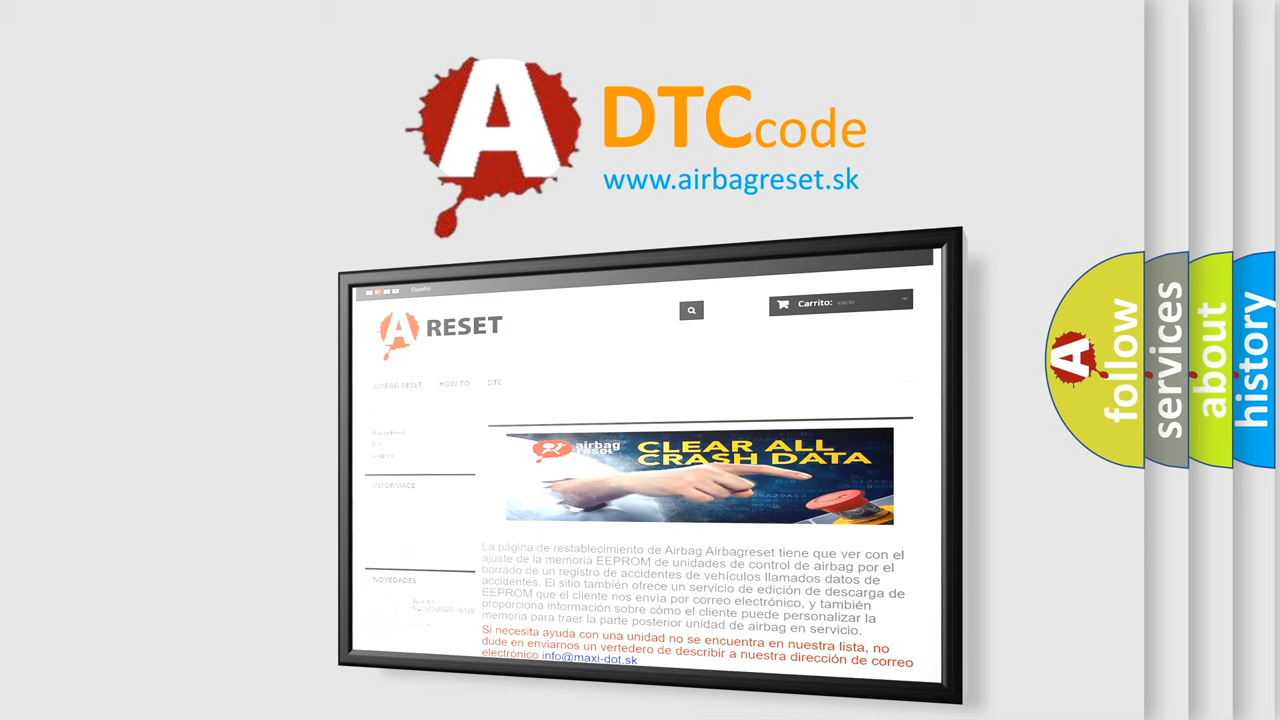 A
DTC code
www.airbagreset.sk
Español
A RESET
Carrito: vacío
AIRBAG RESET HOW TO DTC
Airbag Reset
INFORMACE
NOVEDADES
airbag
reset
CLEAR ALL
CRASH DATA
La página de restablecimiento de Airbag Airbagreset tiene que ver con el
ajuste de la memoria EEPROM de unidades de control de airbag por el
borrado de un registro de accidentes de vehículos llamados datos de
accidentes. El sitio también ofrece un servicio de edición de descarga de
EEPROM que el cliente nos envía por correo electrónico, y también
proporciona información sobre cómo el cliente puede personalizar la
memoria para traer la parte posterior unidad de airbag en servicio.
Si necesita ayuda con una unidad no se encuentra en nuestra lista, no
dude en enviarnos un vertedero de describir a nuestra dirección de correo
electrónico info@maxi-dot.sk
A
follow
services
about
history